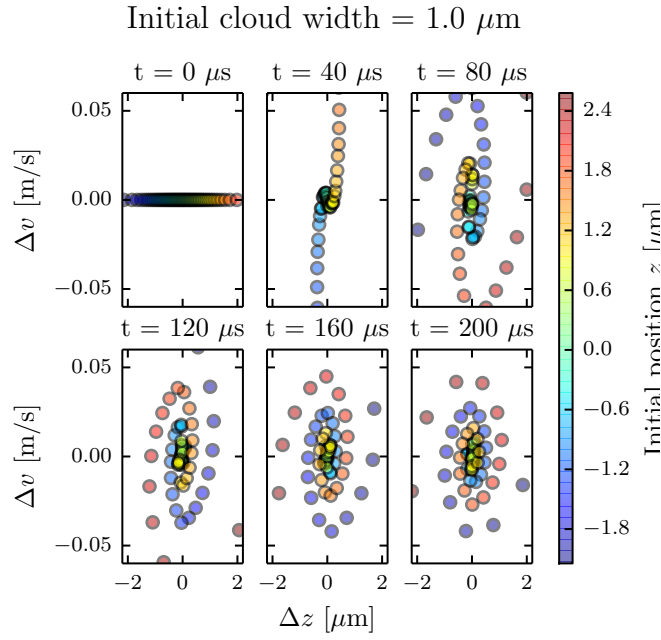 Initial cloud width = 1.0 μm
t = 0 μs
t = 40 μs
t = 80 μs
0.05
0.00
−0.05
Δv [m/s]
t = 120 μs
t = 160 μs
t = 200 μs
0.05
0.00
−0.05
Δv [m/s]
−2 0 2
−2 0 2
−2 0 2
Δz [μm]
2.4
1.8
1.2
0.6
0.0
−0.6
−1.2
−1.8
Initial position z [μm]